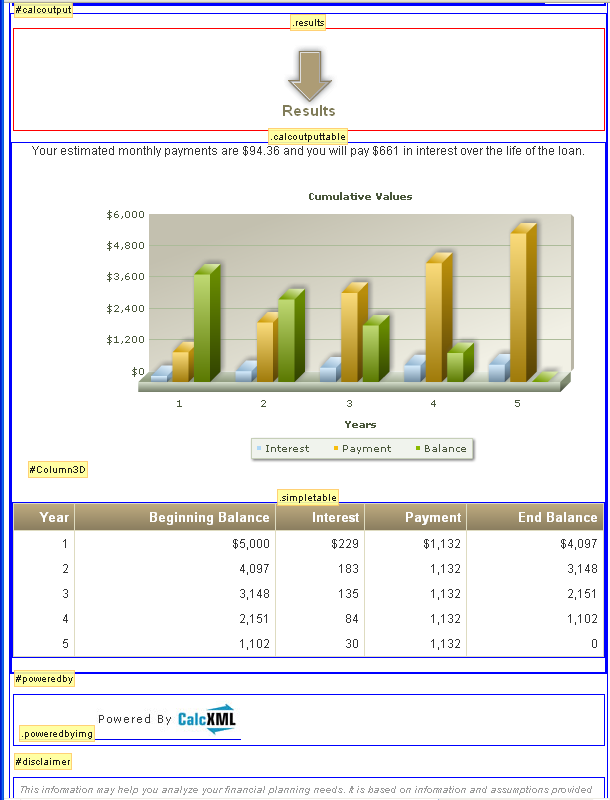 #calcoutput
.results
Results
.calcoutputtable
Your estimated monthly payments are $94.36 and you will pay $661 in interest over the life of the loan.
Cumulative Values
$6,000
$4,800
$3,600
$2,400
$1,200
$0
1 2 3 4 5
Years
Interest Payment Balance
#Column3D
.simpletable
Year Beginning Balance Interest Payment End Balance
1 $5,000 $229 $1,132 $4,097
2 4,097 183 1,132 3,148
3 3,148 135 1,132 2,151
4 2,151 84 1,132 1,102
5 1,102 30 1,132 0
#poweredby
Powered By CalcXML
.poweredbyimg
#disclaimer
This information may help you analyze your financial planning needs. It is based on information and assumptions provided